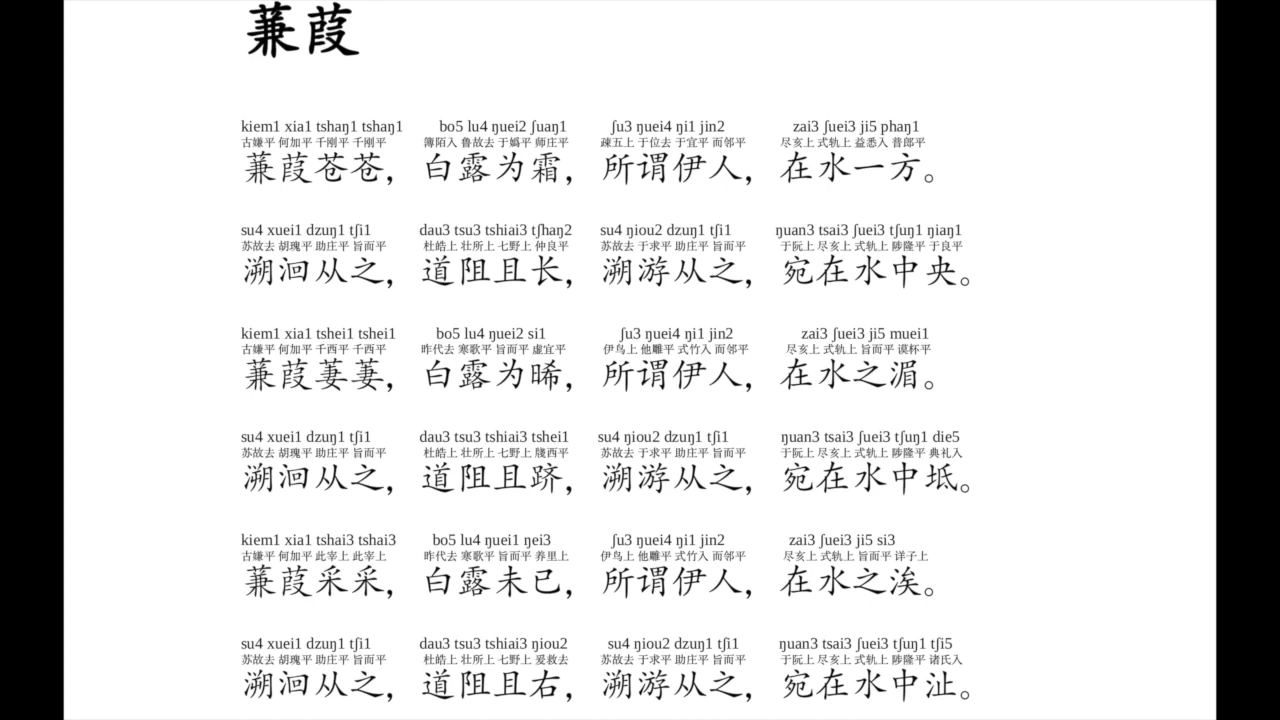 蒹葭
kiem1 xia1 tshaŋ1 tshaŋ1 bo5 lu4 ŋuei2 ʃuaŋ1 ʃu3 ŋuei4 ŋi1 jin2 zai3 ʃuei3 ji5 phaŋ1
古嫌平 何加平 千刚平 千刚平 簿陌入 鲁故去 于嬀平 师庄平 疎五上 于位去 于宜平 而邻平 尽亥上 式轨上 益悉入 普郎平
蒹葭苍苍，白露为霜，所谓伊人，在水一方。
su4 xuei1 dzuŋ1 tʃi1 dau3 tsu3 tshiai3 tʃhaŋ2 su4 ŋiou2 dzuŋ1 tʃi1 ŋuan3 tsai3 ʃuei3 tʃuŋ1 ŋiaŋ1
苏故去 胡瑰平 助庄平 旨而平 杜皓上 壮所上 七野上 仲良平 苏故去 于求平 助庄平 旨而平 于阮上 尽亥上 式轨上 陟隆平 于良平
溯洄从之，道阻且长，溯游从之，宛在水中央。
kiem1 xia1 tshei1 tshei1 bo5 lu4 ŋuei2 si1 ʃu3 ŋuei4 ŋi1 jin2 zai3 ʃuei3 ji5 muei1
古嫌平 何加平 千西平 千西平 昨代去 寒歌平 旨而平 虚宜平 伊鸟上 他雕平 式竹入 而邻平 尽亥上 式轨上 旨而平 谟杯平
蒹葭萋萋，白露为晞，所谓伊人，在水之湄。
su4 xuei1 dzuŋ1 tʃi1 dau3 tsu3 tshiai3 tshei1 su4 ŋiou2 dzuŋ1 tʃi1 ŋuan3 tsai3 ʃuei3 tʃuŋ1 die5
苏故去 胡瑰平 助庄平 旨而平 杜皓上 壮所上 七野上 牋西平 苏故去 于求平 助庄平 旨而平 于阮上 尽亥上 式轨上 陟隆平 典礼入
溯洄从之，道阻且跻，溯游从之，宛在水中坻。
kiem1 xia1 tshai3 tshai3 bo5 lu4 ŋuei1 ŋei3 ʃu3 ŋuei4 ŋi1 jin2 zai3 ʃuei3 ji5 si3
古嫌平 何加平 此宰上 此宰上 昨代去 寒歌平 旨而平 养里上 伊鸟上 他雕平 式竹入 而邻平 尽亥上 式轨上 旨而平 详子上
蒹葭采采，白露未已，所谓伊人，在水之涘。
su4 xuei1 dzuŋ1 tʃi1 dau3 tsu3 tshiai3 ŋiou2 su4 ŋiou2 dzuŋ1 tʃi1 ŋuan3 tsai3 ʃuei3 tʃuŋ1 tʃi5
苏故去 胡瑰平 助庄平 旨而平 杜皓上 壮所上 七野上 爰救去 苏故去 于求平 助庄平 旨而平 于阮上 尽亥上 式轨上 陟隆平 诸氏入
溯洄从之，道阻且右，溯游从之，宛在水中沚。